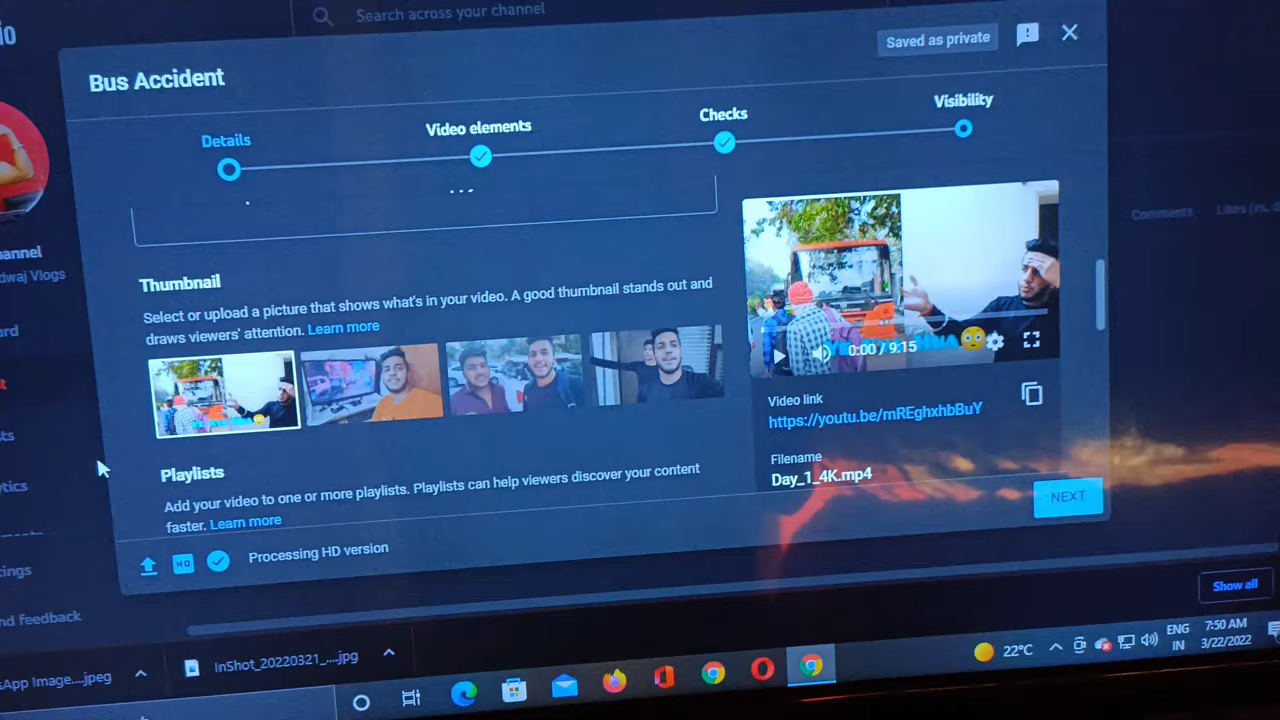 Search across your channel
Bus Accident
Saved as private
Details
Video elements
Checks
Visibility
Comments
Likes
Thumbnail
Select or upload a picture that shows what's in your video. A good thumbnail stands out and
draws viewers' attention. Learn more
0:00 / 9:15
Video link
https://youtu.be/mREghxhbBuY
Filename
Day_1_4K.mp4
Playlists
Add your video to one or more playlists. Playlists can help viewers discover your content
faster. Learn more
NEXT
HD
Processing HD version
Show all
Vlogs
nd feedback
Image....jpeg
InShot_20220321_....jpg
22°C
ENG
IN
7:50 AM
3/22/2022